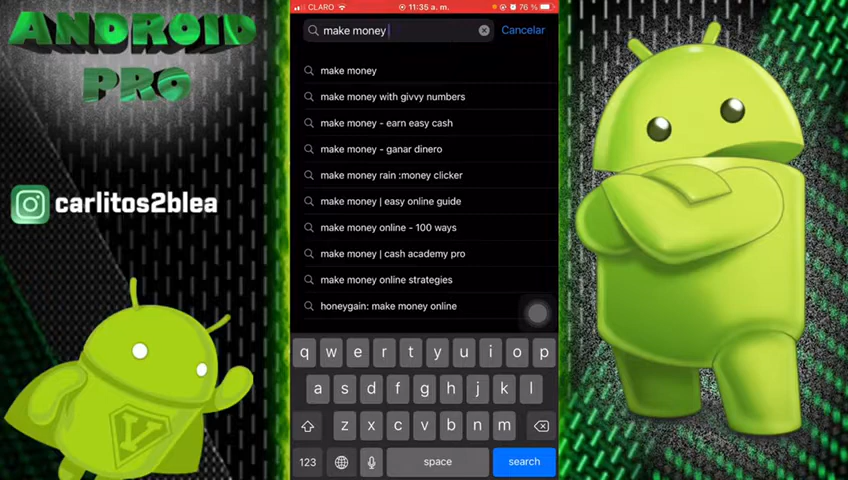 ANDROID
PRO
carlitos2blea
CLARO
11:35 a. m.
76 %
make money
Cancelar
make money
make money with givvy numbers
make money - earn easy cash
make money - ganar dinero
make money rain :money clicker
make money | easy online guide
make money online - 100 ways
make money | cash academy pro
make money online strategies
honeygain: make money online
q w e r t y u i o p
a s d f g h j k l
z x c v b n m
123 space search
V